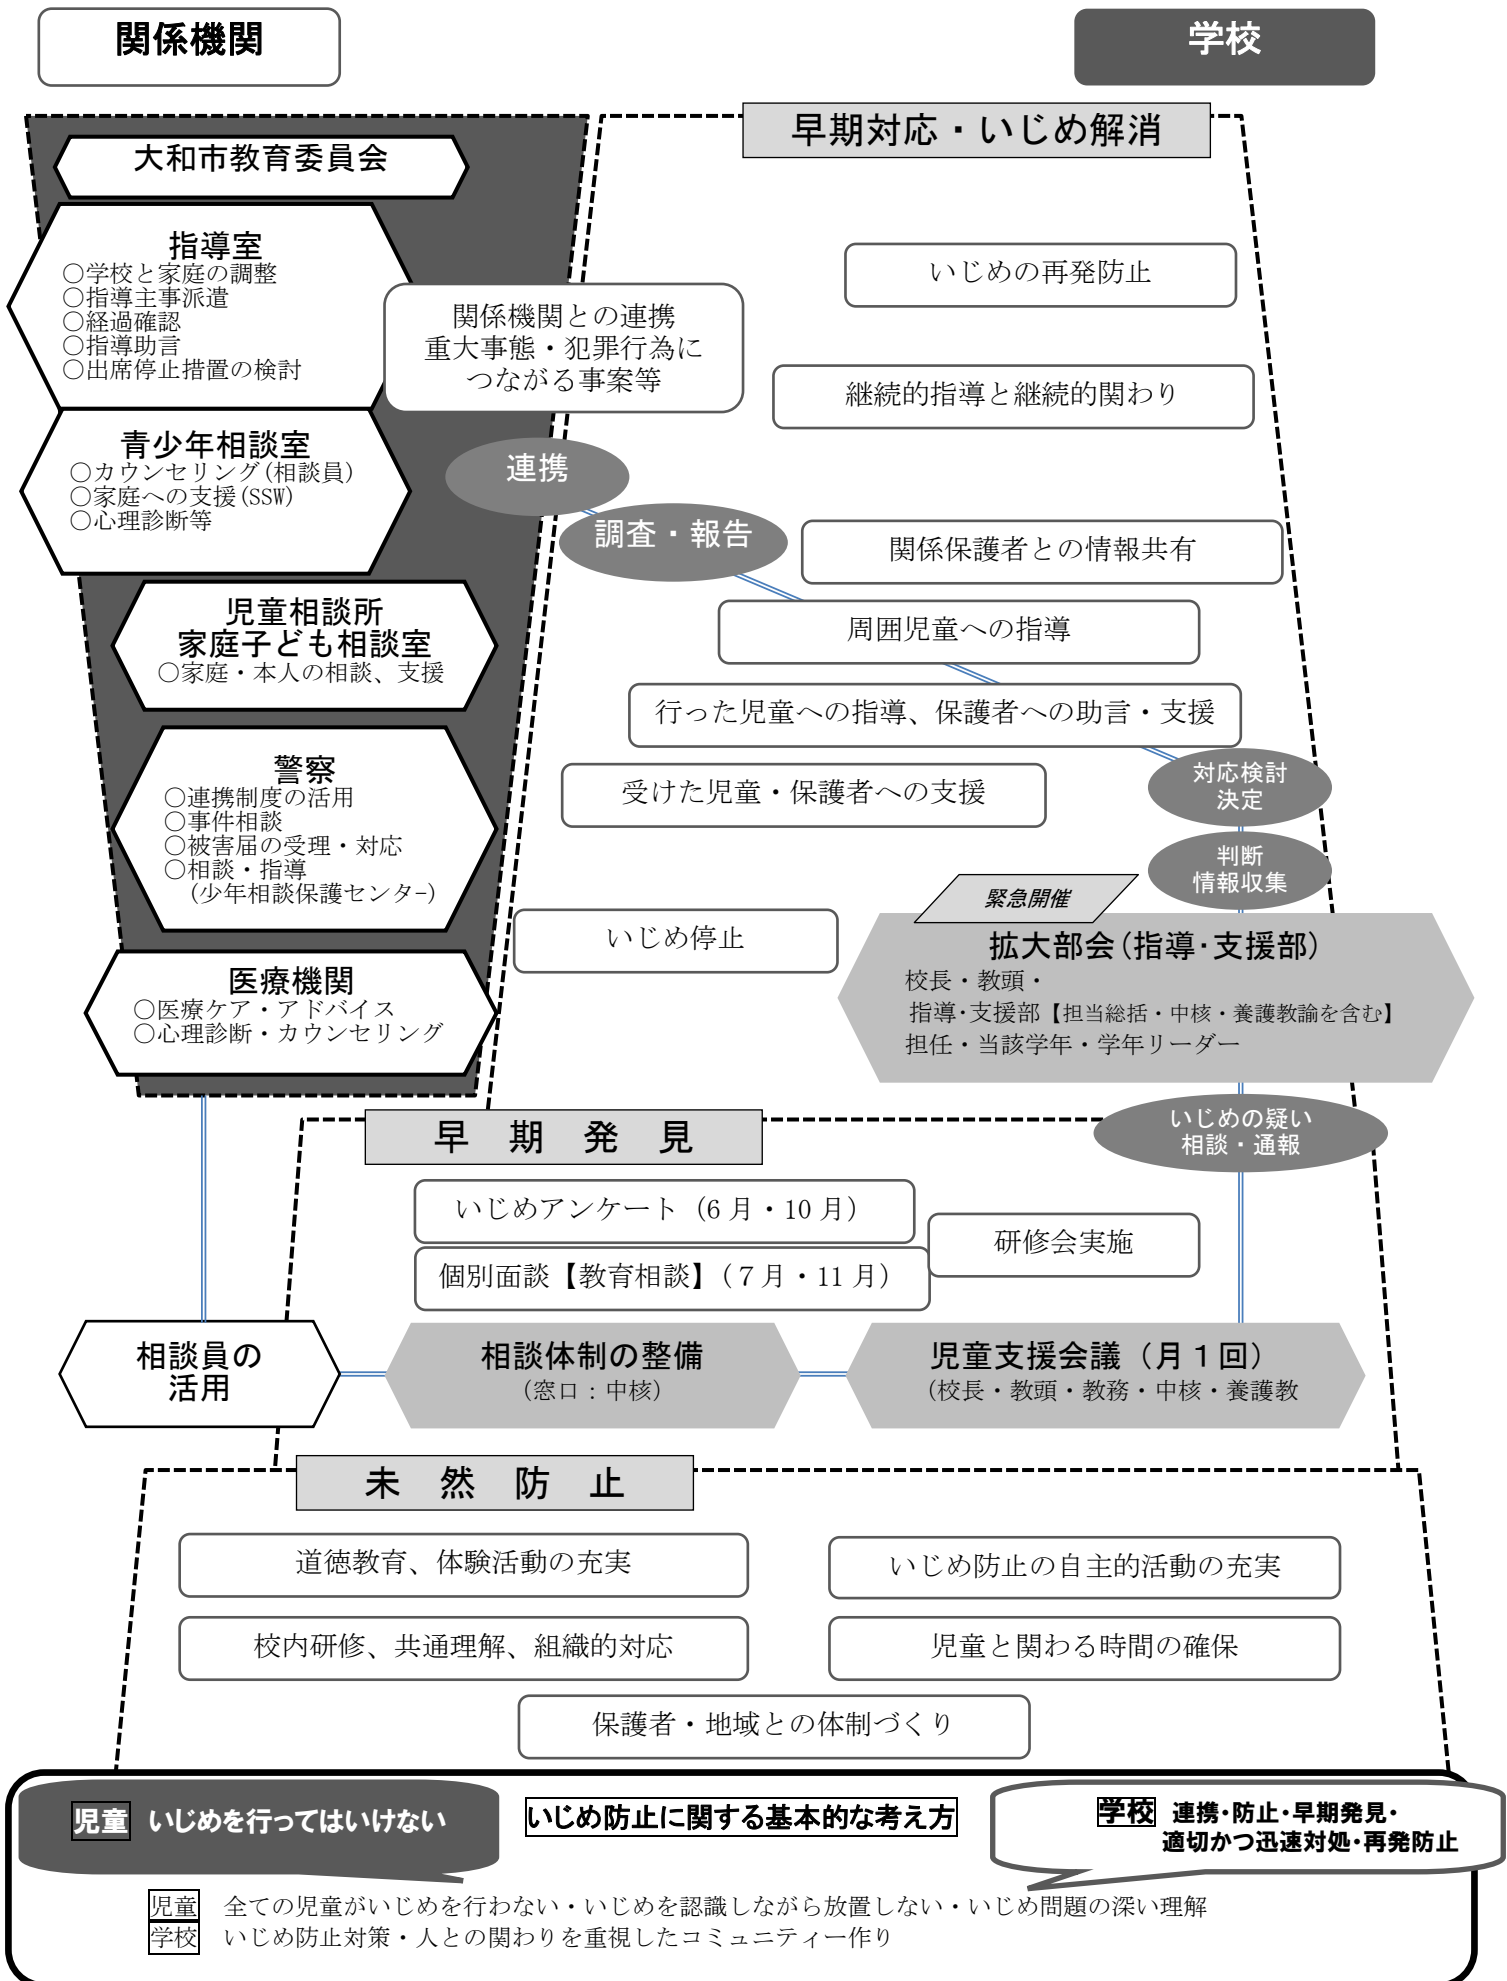 関係機関
学校
早期対応・いじめ解消
大和市教育委員会
指導室
○学校と家庭の調整
○指導主事派遣
○経過確認
○指導助言
○出席停止措置の検討
関係機関との連携
重大事態・犯罪行為に
つながる事案等
いじめの再発防止
継続的指導と継続的関わり
青少年相談室
○カウンセリング(相談員)
○家庭への支援(SSW)
○心理診断等
連携
調査・報告
関係保護者との情報共有
児童相談所
家庭子ども相談室
○家庭・本人の相談、支援
周囲児童への指導
行った児童への指導、保護者への助言・支援
警察
○連携制度の活用
○事件相談
○被害届の受理・対応
○相談・指導
(少年相談保護センター)
受けた児童・保護者への支援
対応検討
決定
判断
情報収集
緊急開催
いじめ停止
拡大部会(指導・支援部)
校長・教頭・
指導・支援部【担当総括・中核・養護教諭を含む】
担任・当該学年・学年リーダー
医療機関
○医療ケア・アドバイス
○心理診断・カウンセリング
早 期 発 見
いじめの疑い
相談・通報
いじめアンケート（6月・10月）
研修会実施
個別面談【教育相談】（7月・11月）
相談員の
活用
相談体制の整備
（窓口：中核）
児童支援会議（月１回）
（校長・教頭・教務・中核・養護教
未 然 防 止
道徳教育、体験活動の充実
いじめ防止の自主的活動の充実
校内研修、共通理解、組織的対応
児童と関わる時間の確保
保護者・地域との体制づくり
児童 いじめを行ってはいけない
いじめ防止に関する基本的な考え方
学校 連携・防止・早期発見・
適切かつ迅速対処・再発防止
児童 全ての児童がいじめを行わない・いじめを認識しながら放置しない・いじめ問題の深い理解
学校 いじめ防止対策・人との関わりを重視したコミュニティー作り